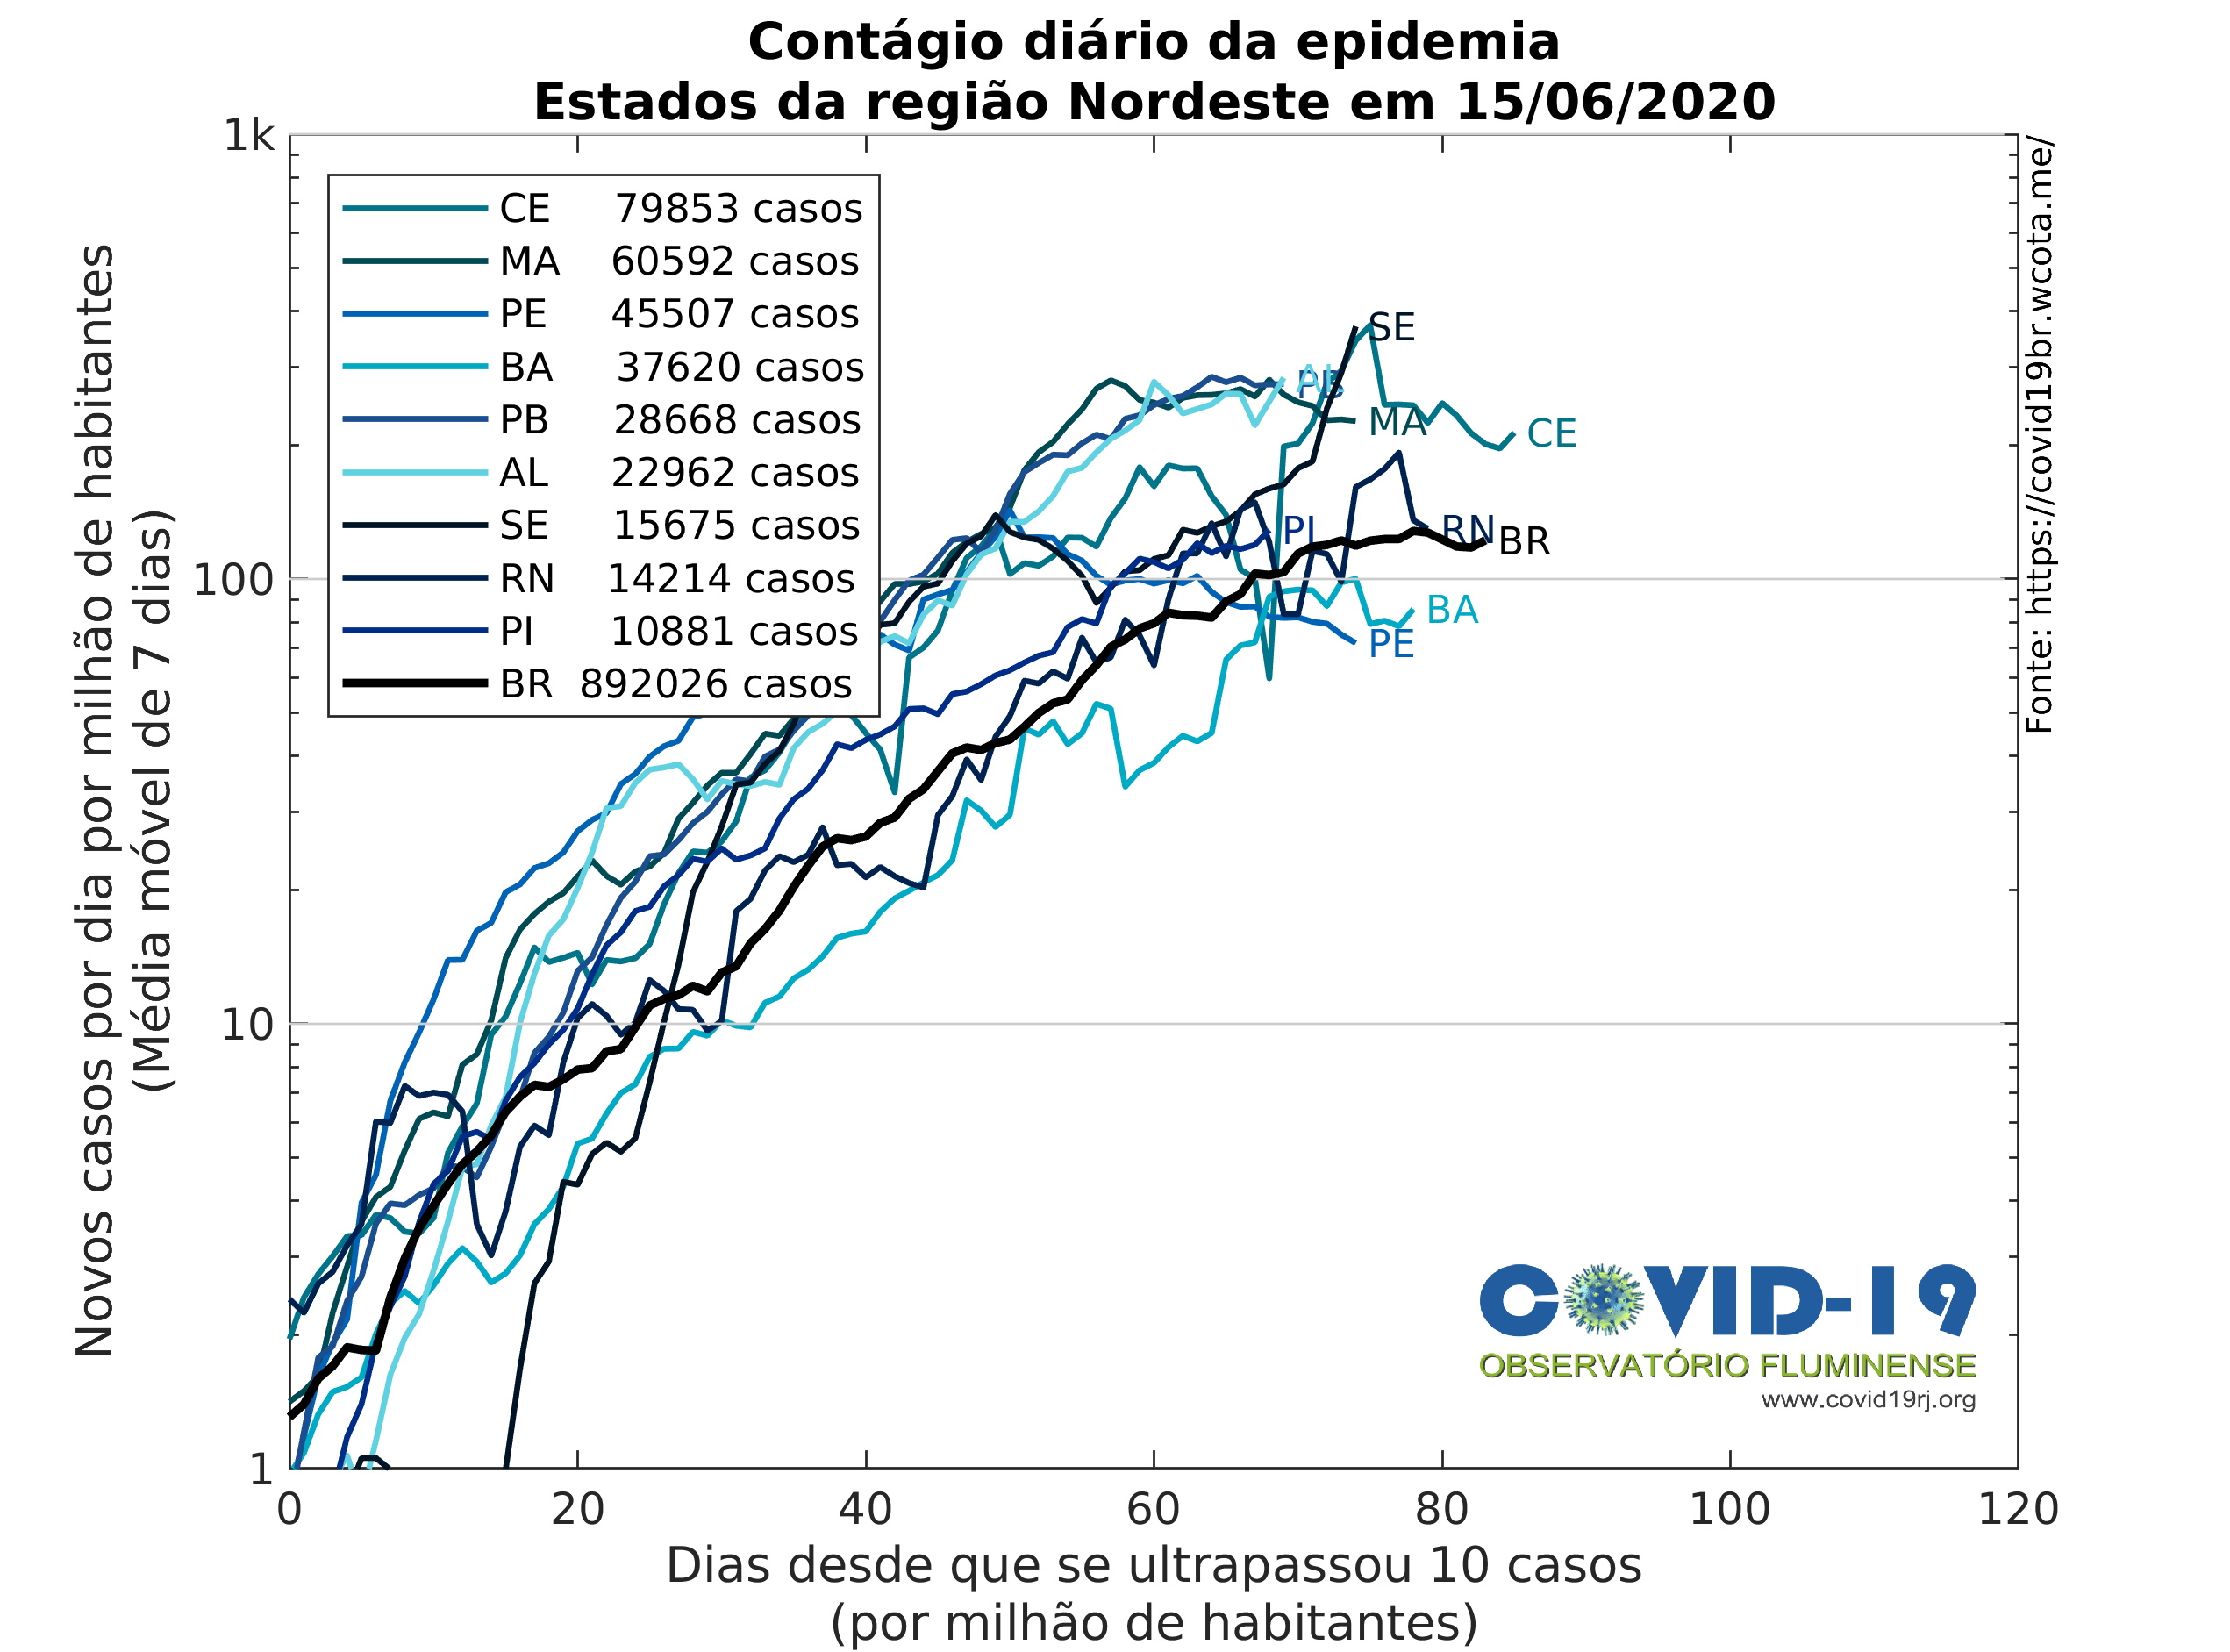 Contágio diário da epidemia
Estados da região Nordeste em 15/06/2020
1k
100
10
1
Novos casos por dia por milhão de habitantes
(Média móvel de 7 dias)
CE 79853 casos
MA 60592 casos
PE 45507 casos
BA 37620 casos
PB 28668 casos
AL 22962 casos
SE 15675 casos
RN 14214 casos
PI 10881 casos
BR 892026 casos
SE
PB
AL
MA
CE
PI
RN
BR
BA
PE
Fonte: https://covid19br.wcota.me/
COVID-19
OBSERVATÓRIO FLUMINENSE
www.covid19rj.org
0 20 40 60 80 100 120
Dias desde que se ultrapassou 10 casos
(por milhão de habitantes)